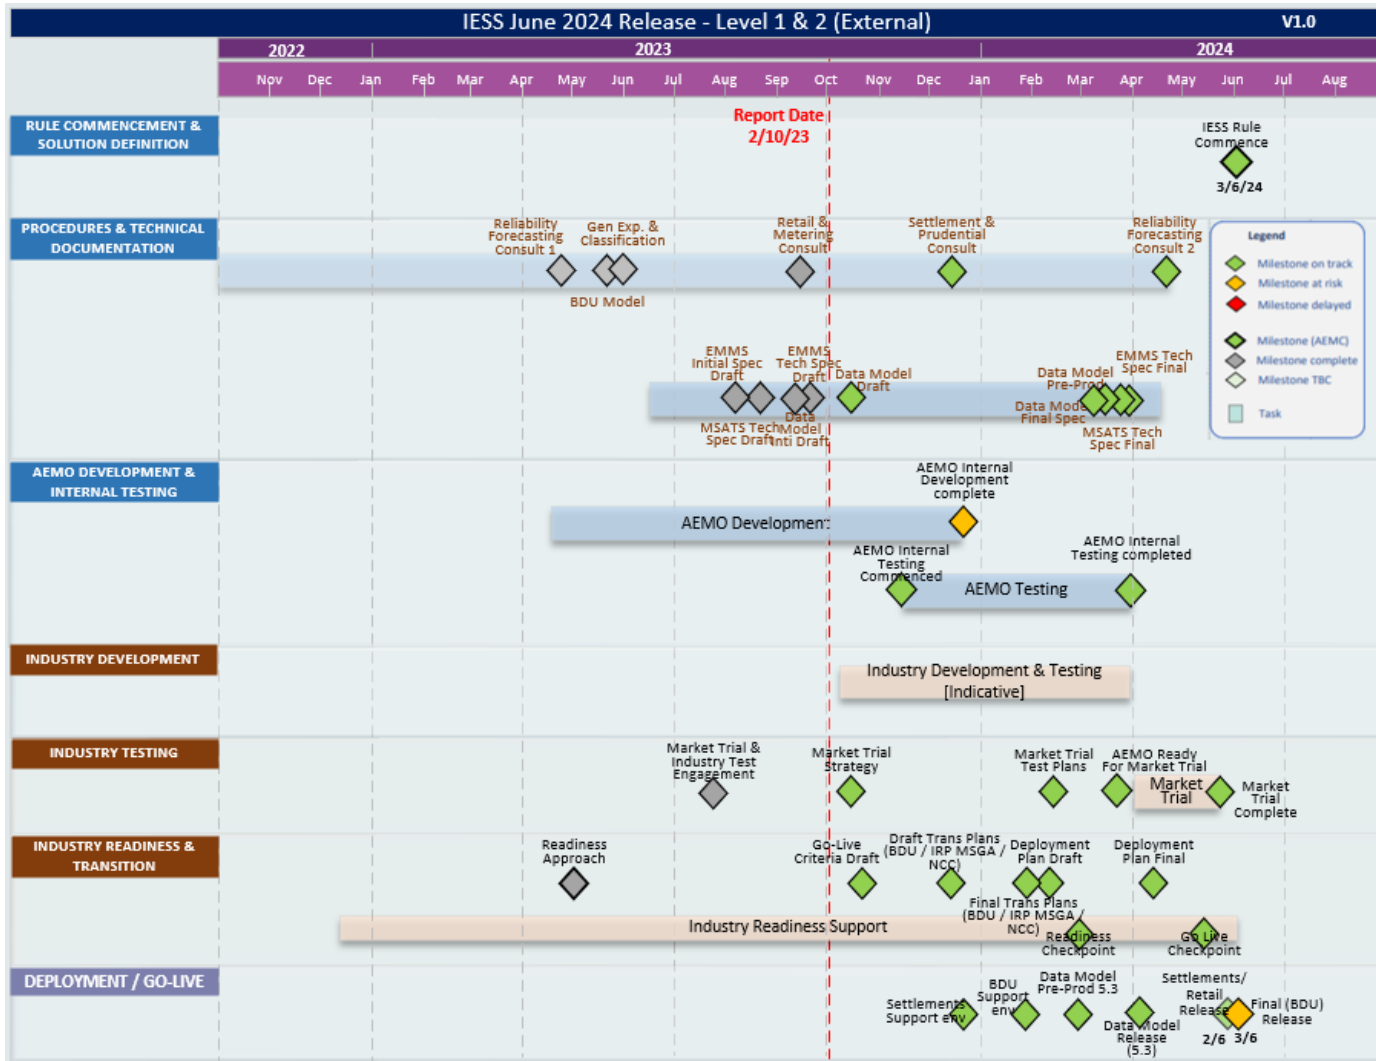 IESS June 2024 Release - Level 1 & 2 (External)
V1.0
2022
2023
2024
Nov Dec Jan Feb Mar Apr May Jun Jul Aug Sep Oct Nov Dec Jan Feb Mar Apr May Jun Jul Aug
Report Date
2/10/23
RULE COMMENCEMENT &
SOLUTION DEFINITION
IESS Rule
Commence
3/6/24
PROCEDURES & TECHNICAL
DOCUMENTATION
Reliability
Forecasting
Consult 1
Gen Exp. &
Classification
BDU Model
Retail &
Metering
Consult
Settlement &
Prudential
Consult
Reliability
Forecasting
Consult 2
Legend
Milestone on track
Milestone at risk
Milestone delayed
Milestone (AEMC)
Milestone complete
Milestone TBC
Task
EMMS
Initial Spec
Draft
MSATS Tech
Spec Draft
EMMS
Tech Spec
Draft
Data
Model
Inti Draft
Data Model
Draft
Data Model
Pre-Prod
Data Model
Final Spec
EMMS Tech
Spec Final
MSATS Tech
Spec Final
AEMO DEVELOPMENT &
INTERNAL TESTING
AEMO Internal
Development
complete
AEMO Development
AEMO Internal
Testing
Commenced
AEMO Testing
AEMO Internal
Testing completed
INDUSTRY DEVELOPMENT
Industry Development & Testing
[Indicative]
INDUSTRY TESTING
Market Trial &
Industry Test
Engagement
Market Trial
Strategy
Market Trial
Test Plans
AEMO Ready
For Market Trial
Market
Trial
Market
Trial
Complete
INDUSTRY READINESS &
TRANSITION
Readiness
Approach
Go-Live
Criteria Draft
Draft Trans Plans
(BDU / IRP MSGA /
NCC)
Deployment
Plan Draft
Deployment
Plan Final
Final Trans Plans
(BDU / IRP MSGA /
NCC)
Industry Readiness Support
Readiness
Checkpoint
Go Live
Checkpoint
DEPLOYMENT / GO-LIVE
Settlements
Support env
BDU
Support
env
Data Model
Pre-Prod 5.3
Data Model
Release
(5.3)
Settlements/
Retail
Release
2/6
3/6
Final (BDU)
Release